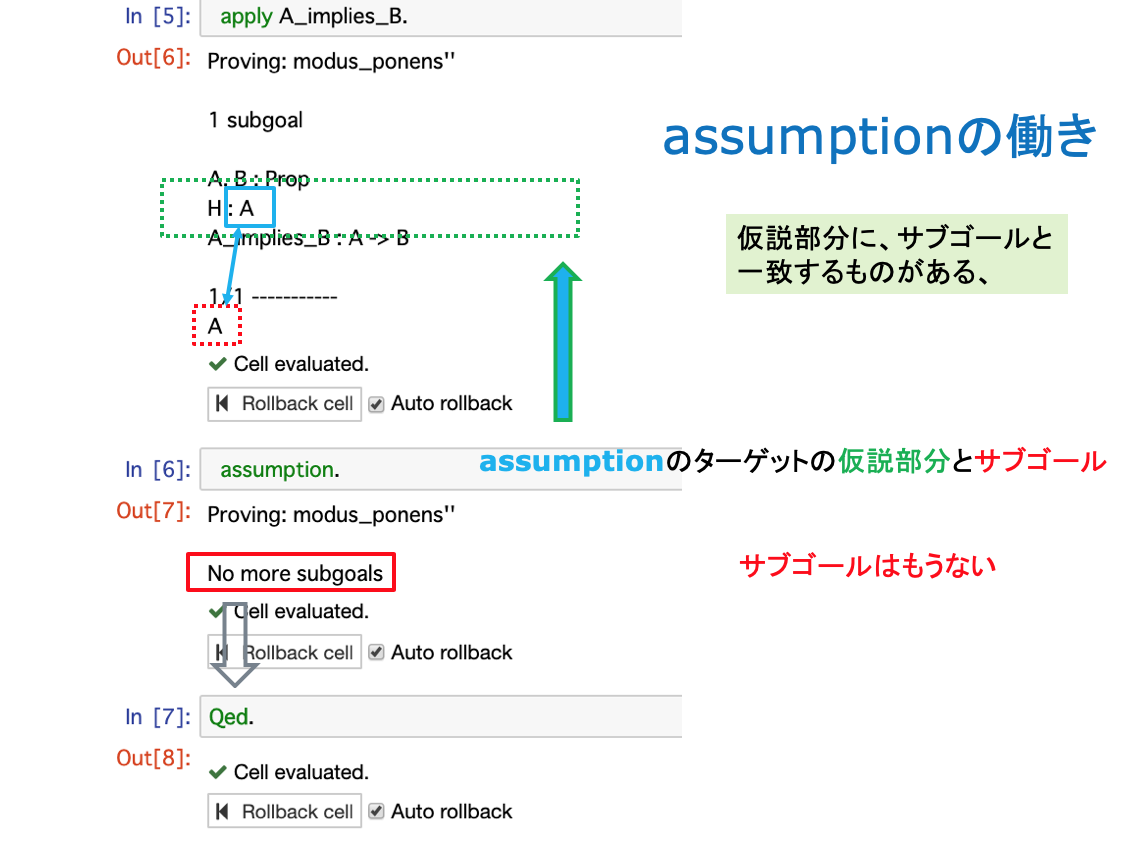 In [5]: apply A_implies_B.
Out[6]: Proving: modus_ponens''
1 subgoal
assumptionの働き
A, B : Prop
H : A
A_implies_B : A -> B
仮説部分に、サブゴールと
一致するものがある、
1/1 -----------
A
Cell evaluated.
Rollback cell Auto rollback
In [6]: assumption.
assumptionのターゲットの仮説部分とサブゴール
Out[7]: Proving: modus_ponens''
No more subgoals
サブゴールはもうない
Cell evaluated.
Rollback cell Auto rollback
In [7]: Qed.
Out[8]:
Cell evaluated.
Rollback cell Auto rollback